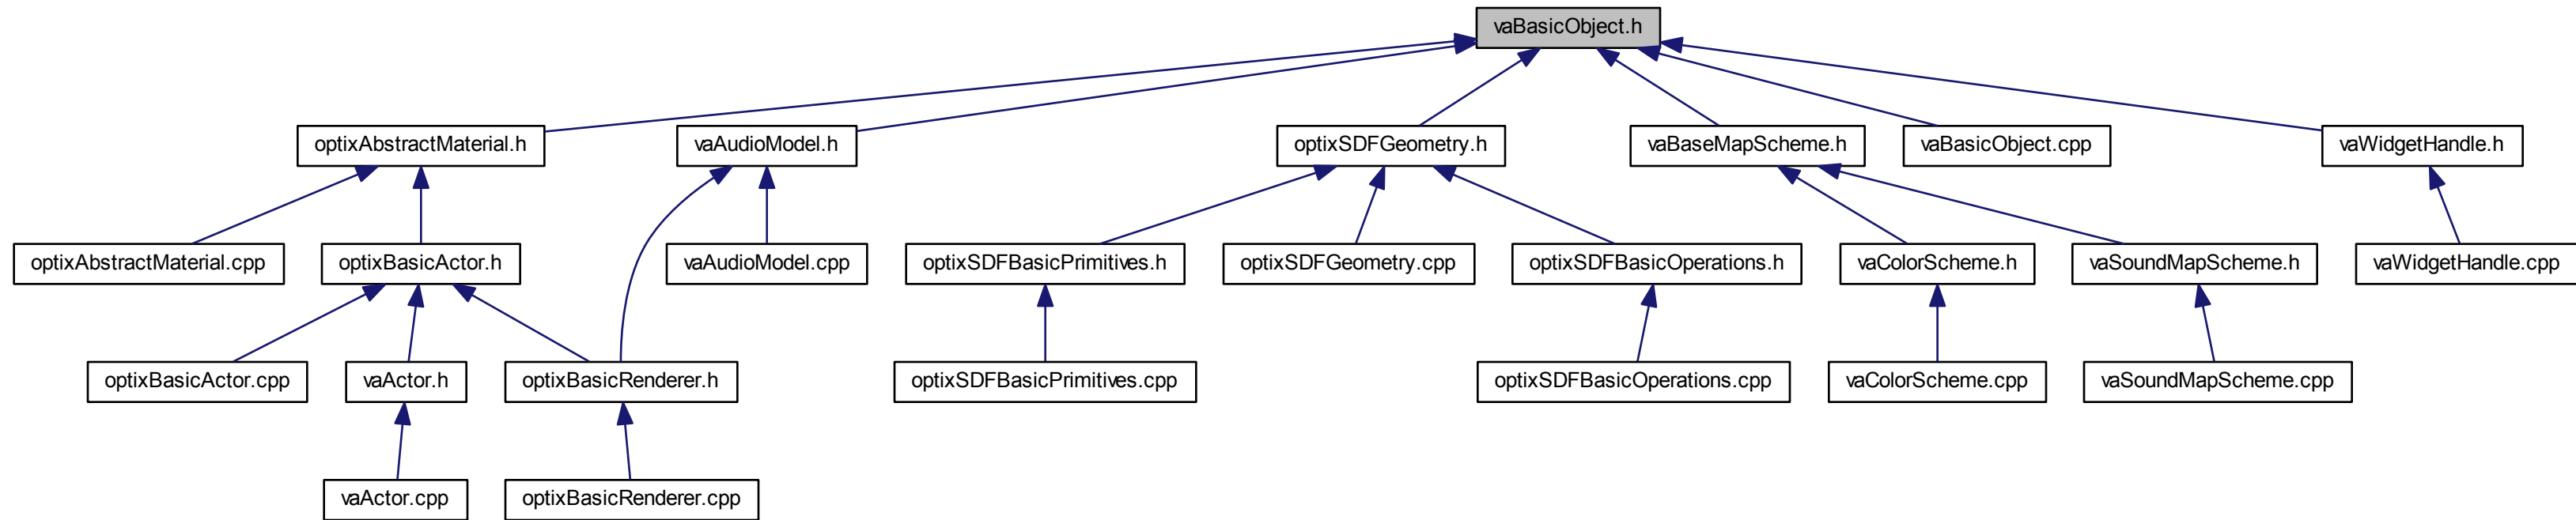 vaBasicObject.h
optixAbstractMaterial.h
vaAudioModel.h
optixSDFGeometry.h
vaBaseMapScheme.h
vaBasicObject.cpp
vaWidgetHandle.h
optixAbstractMaterial.cpp
optixBasicActor.h
vaAudioModel.cpp
optixSDFBasicPrimitives.h
optixSDFGeometry.cpp
optixSDFBasicOperations.h
vaColorScheme.h
vaSoundMapScheme.h
vaWidgetHandle.cpp
optixBasicActor.cpp
vaActor.h
optixBasicRenderer.h
optixSDFBasicPrimitives.cpp
optixSDFBasicOperations.cpp
vaColorScheme.cpp
vaSoundMapScheme.cpp
vaActor.cpp
optixBasicRenderer.cpp